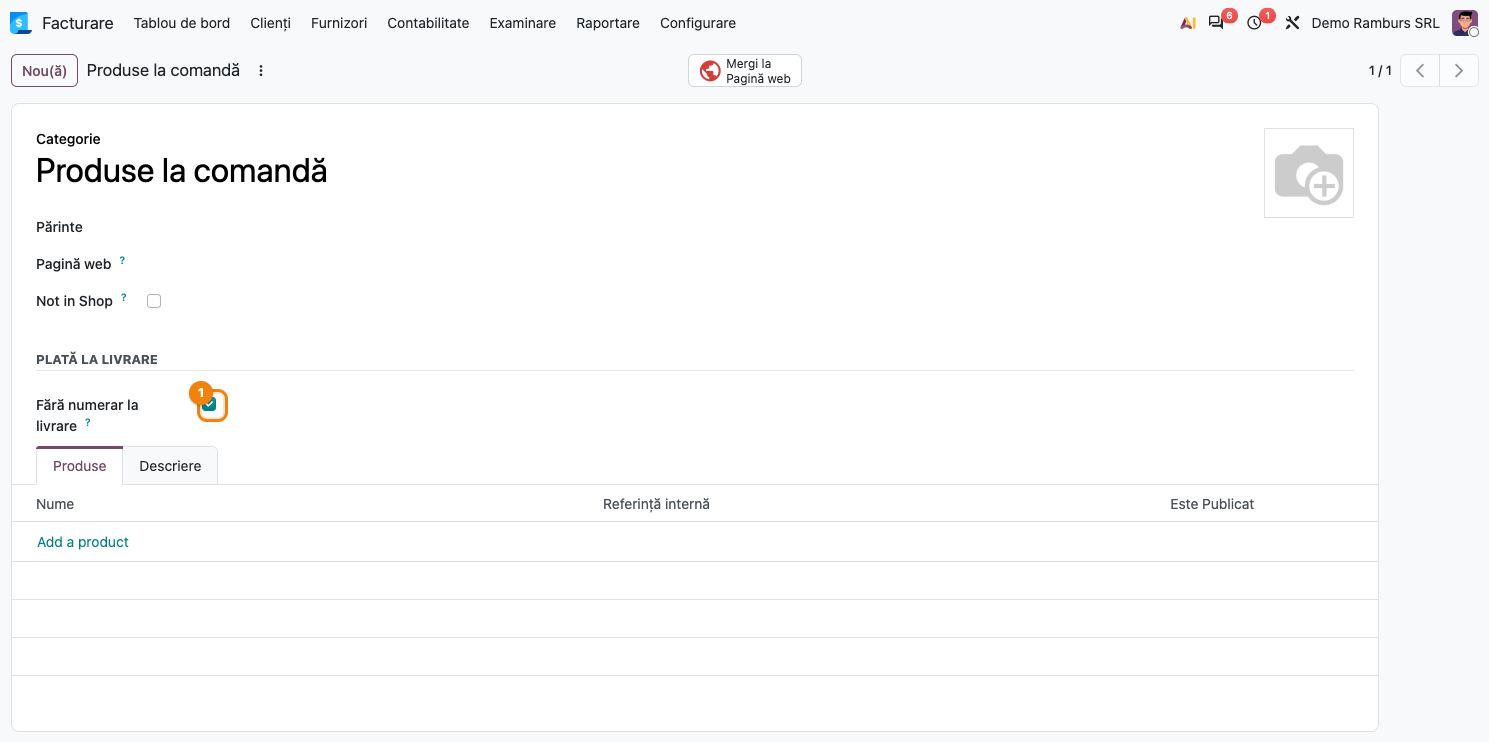 Facturare Tablou de bord Clienți Furnizori Contabilitate Examinare Raportare Configurare AI 6 1 Demo Ramburs SRL
Nou(ă) Produse la comandă Mergi la
Pagină web 1 / 1
Categorie
Produse la comandă
Părinte
Pagină web ?
Not in Shop ?
PLATĂ LA LIVRARE
1
Fără numerar la
livrare ?
Produse Descriere
Nume Referință internă Este Publicat
Add a product